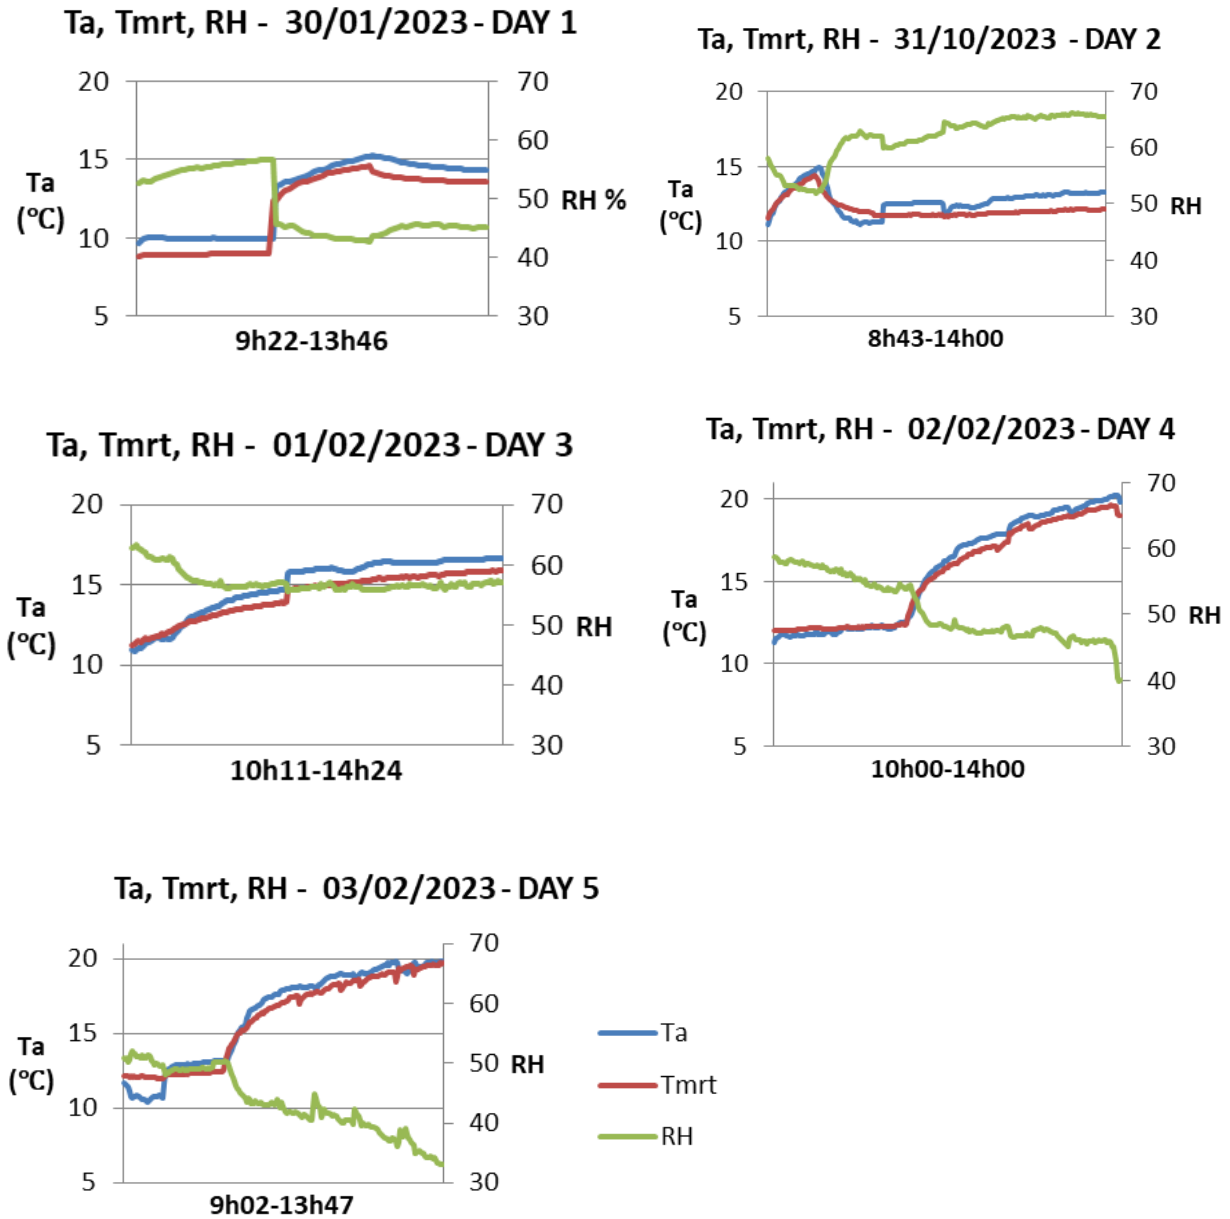 Ta, Tmrt, RH - 30/01/2023 - DAY 1
20
15
10
5
Ta
(°C)
70
60
50
40
30
RH %
9h22-13h46
Ta, Tmrt, RH - 31/10/2023 - DAY 2
20
15
10
5
Ta
(°C)
70
60
50
40
30
RH
8h43-14h00
Ta, Tmrt, RH - 01/02/2023 - DAY 3
20
15
10
5
Ta
(°C)
70
60
50
40
30
RH
10h11-14h24
Ta, Tmrt, RH - 02/02/2023 - DAY 4
20
15
10
5
Ta
(°C)
70
60
50
40
30
RH
10h00-14h00
Ta, Tmrt, RH - 03/02/2023 - DAY 5
20
15
10
5
Ta
(°C)
70
60
50
40
30
RH
9h02-13h47
Ta
Tmrt
RH